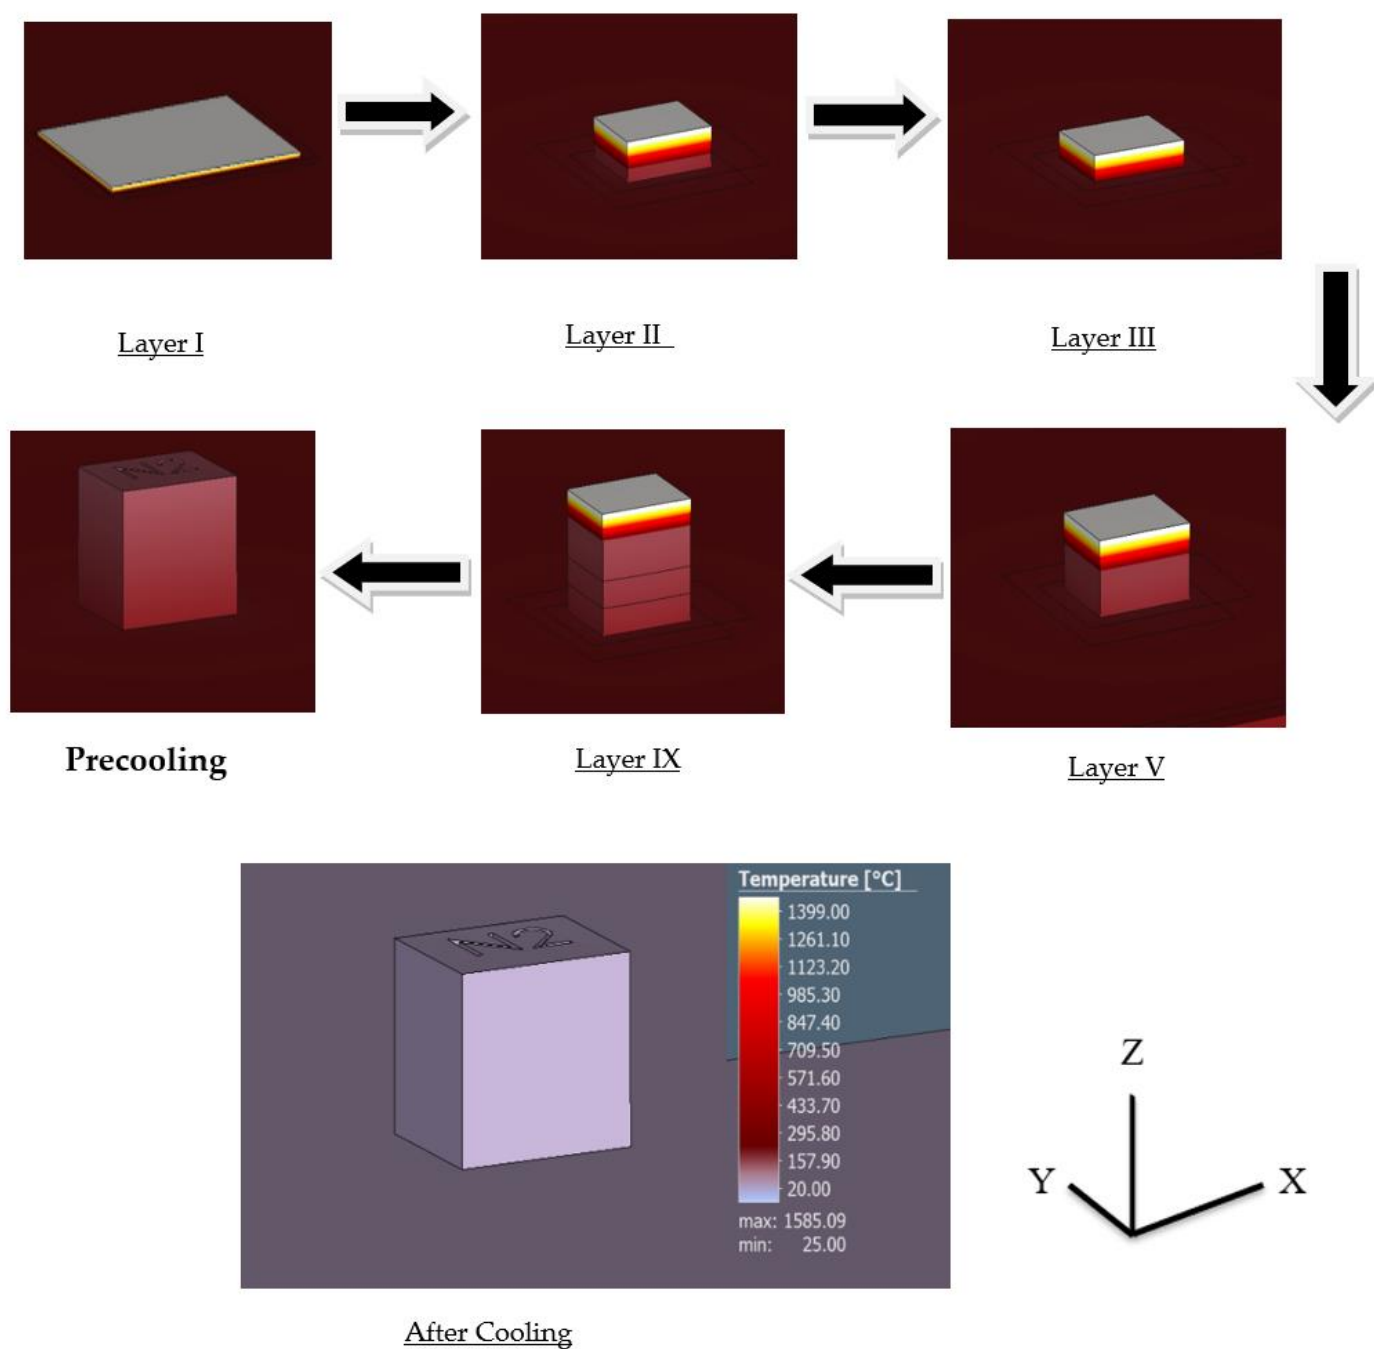 Layer I
Layer II
Layer III
N2
Precooling
Layer IX
Layer V
N2
Temperature [°C]
1399.00
1261.10
1123.20
985.30
847.40
709.50
571.60
433.70
295.80
157.90
20.00
max: 1585.09
min: 25.00
Z
Y
X
After Cooling